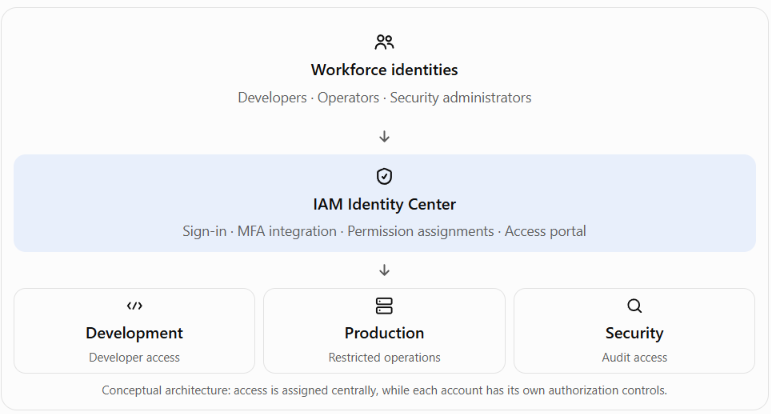 Workforce identities
Developers · Operators · Security administrators
IAM Identity Center
Sign-in · MFA integration · Permission assignments · Access portal
Development
Developer access
Production
Restricted operations
Security
Audit access
Conceptual architecture: access is assigned centrally, while each account has its own authorization controls.